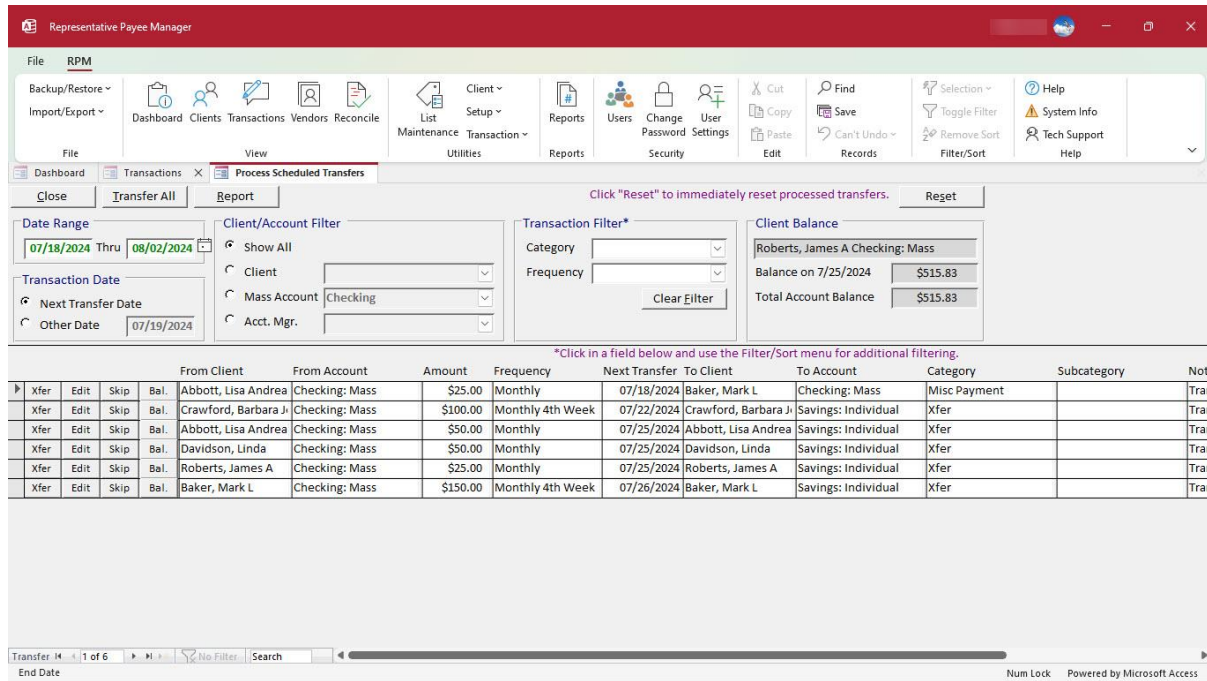 Representative Payee Manager
File RPM
Backup/Restore
Import/Export
Dashboard Clients Transactions Vendors Reconcile
List Maintenance
Client
Setup
Transaction
Reports
Users Change Password User Settings
Cut
Copy
Paste
Find
Save
Can't Undo
Selection
Toggle Filter
Remove Sort
Help
System Info
Tech Support
File View Utilities Reports Security Edit Records Filter/Sort Help
Dashboard Transactions Process Scheduled Transfers
Close Transfer All Report Click "Reset" to immediately reset processed transfers. Reset
Date Range
07/18/2024 Thru 08/02/2024
Transaction Date
Next Transfer Date
Other Date 07/19/2024
Client/Account Filter
Show All
Client
Mass Account Checking
Acct. Mgr.
Transaction Filter*
Category
Frequency
Clear Filter
Client Balance
Roberts, James A Checking: Mass
Balance on 7/25/2024 $515.83
Total Account Balance $515.83
*Click in a field below and use the Filter/Sort menu for additional filtering.
From Client From Account Amount Frequency Next Transfer To Client To Account Category Subcategory Not
Xfer Edit Skip Bal. Abbott, Lisa Andrea Checking: Mass $25.00 Monthly 07/18/2024 Baker, Mark L Checking: Mass Misc Payment Tra
Xfer Edit Skip Bal. Crawford, Barbara J Checking: Mass $100.00 Monthly 4th Week 07/22/2024 Crawford, Barbara J Savings: Individual Xfer Tra
Xfer Edit Skip Bal. Abbott, Lisa Andrea Checking: Mass $50.00 Monthly 07/25/2024 Abbott, Lisa Andrea Savings: Individual Xfer Tra
Xfer Edit Skip Bal. Davidson, Linda Checking: Mass $50.00 Monthly 07/25/2024 Davidson, Linda Savings: Individual Xfer Tra
Xfer Edit Skip Bal. Roberts, James A Checking: Mass $25.00 Monthly 07/25/2024 Roberts, James A Savings: Individual Xfer Tra
Xfer Edit Skip Bal. Baker, Mark L Checking: Mass $150.00 Monthly 4th Week 07/26/2024 Baker, Mark L Savings: Individual Xfer Tra
Transfer 1 of 6 No Filter Search
End Date Num Lock Powered by Microsoft Access